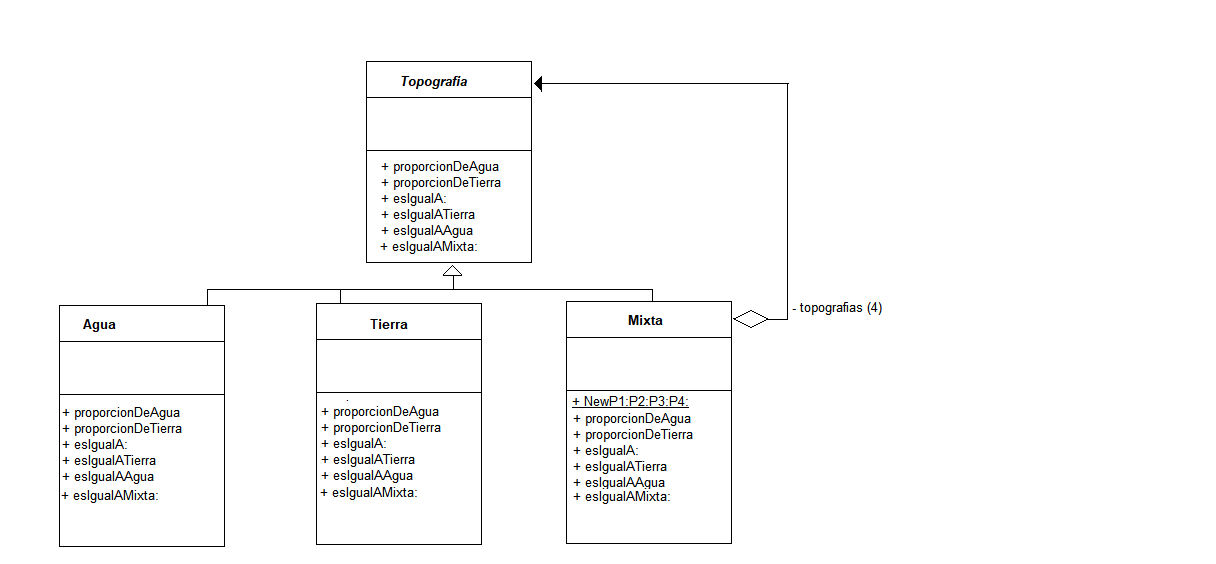 Topografia
+ proporcionDeAgua
+ proporcionDeTierra
+ esIgualA:
+ esIgualATierra
+ esIgualAAgua
+ esIgualAMixta:
- topografias (4)
Agua
+ proporcionDeAgua
+ proporcionDeTierra
+ esIgualA:
+ esIgualATierra
+ esIgualAAgua
+ esIgualAMixta:
Tierra
+ proporcionDeAgua
+ proporcionDeTierra
+ esIgualA:
+ esIgualATierra
+ esIgualAAgua
+ esIgualAMixta:
Mixta
+ NewP1:P2:P3:P4:
+ proporcionDeAgua
+ proporcionDeTierra
+ esIgualA:
+ esIgualATierra
+ esIgualAAgua
+ esIgualAMixta: